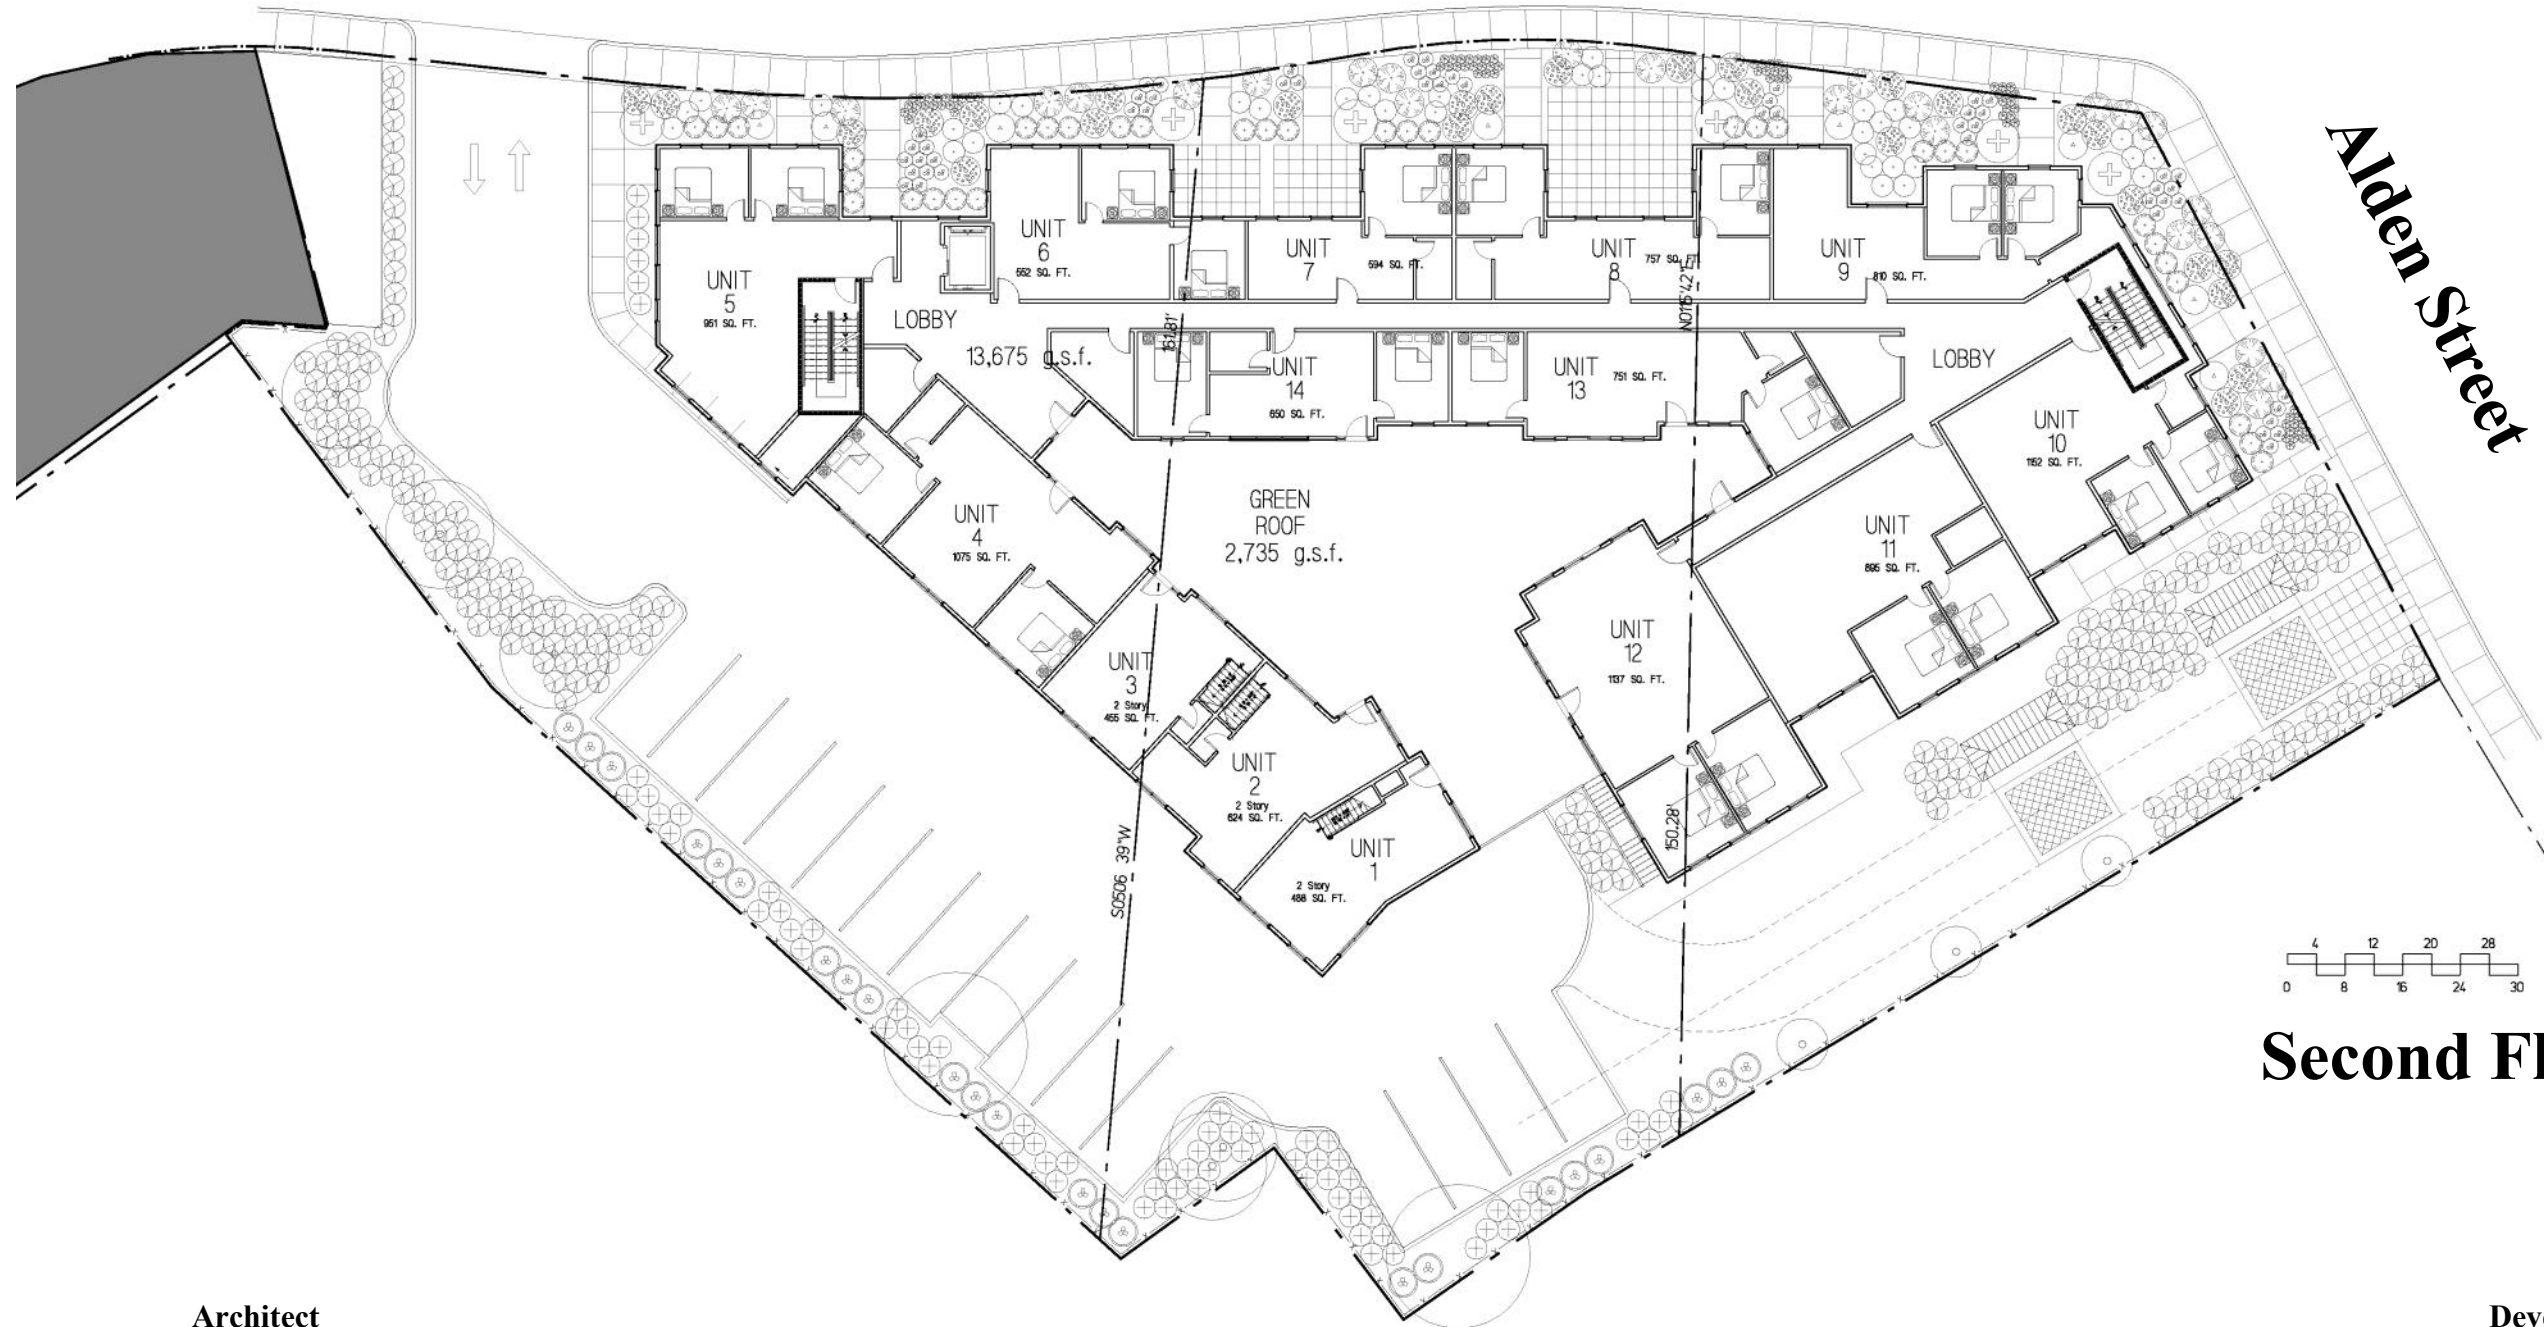 Alden Street
UNIT
5
951 SQ. FT.
LOBBY
13,675 g.s.f.
UNIT
6
552 SQ. FT.
UNIT
7
594 SQ. FT.
UNIT
8
757 SQ. FT.
UNIT
9
810 SQ. FT.
LOBBY
UNIT
14
650 SQ. FT.
UNIT
13
751 SQ. FT.
UNIT
10
1152 SQ. FT.
UNIT
11
895 SQ. FT.
UNIT
12
1137 SQ. FT.
GREEN
ROOF
2,735 g.s.f.
UNIT
4
1075 SQ. FT.
UNIT
3
2 Story
455 SQ. FT.
UNIT
2
2 Story
624 SQ. FT.
UNIT
1
2 Story
488 SQ. FT.
161.81'
S0506 39"W
150.28'
4 12 20 28
0 8 16 24 30
Second Fl
Architect
Deve